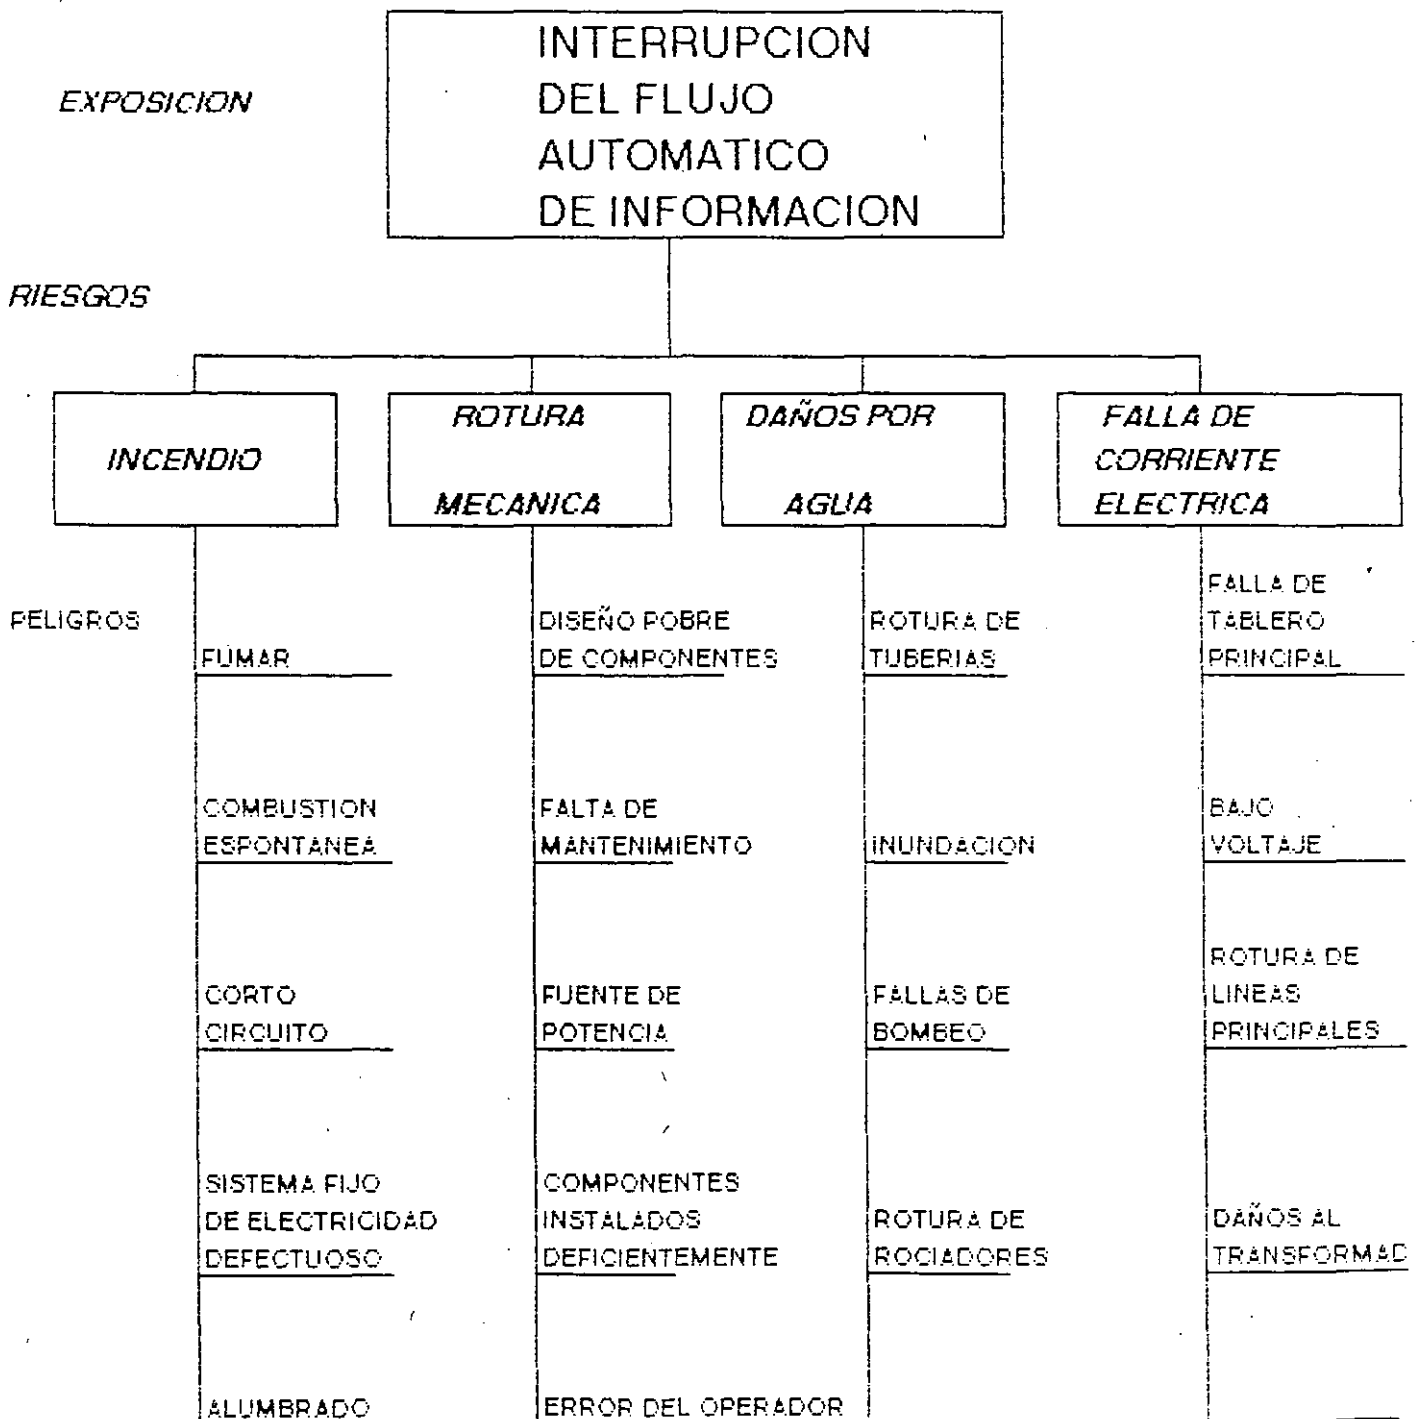 INTERRUPCION
DEL FLUJO
AUTOMATICO
DE INFORMACION
EXPOSICION
RIESGOS
INCENDIO
ROTURA
MECANICA
DAÑOS POR
AGUA
FALLA DE
CORRIENTE
ELECTRICA
PELIGROS
FUMAR
COMBUSTION
ESPONTANEA
CORTO
CIRCUITO
SISTEMA FIJO
DE ELECTRICIDAD
DEFECTUOSO
ALUMBRADO
DISEÑO POBRE
DE COMPONENTES
FALTA DE
MANTENIMIENTO
FUENTE DE
POTENCIA
COMPONENTES
INSTALADOS
DEFICIENTEMENTE
ERROR DEL OPERADOR
ROTURA DE
TUBERIAS
INUNDACION
FALLAS DE
BOMBEO
ROTURA DE
ROCIADORES
FALLA DE
TABLERO
PRINCIPAL
BAJO
VOLTAJE
ROTURA DE
LINEAS
PRINCIPALES
DAÑOS AL
TRANSFORMAD